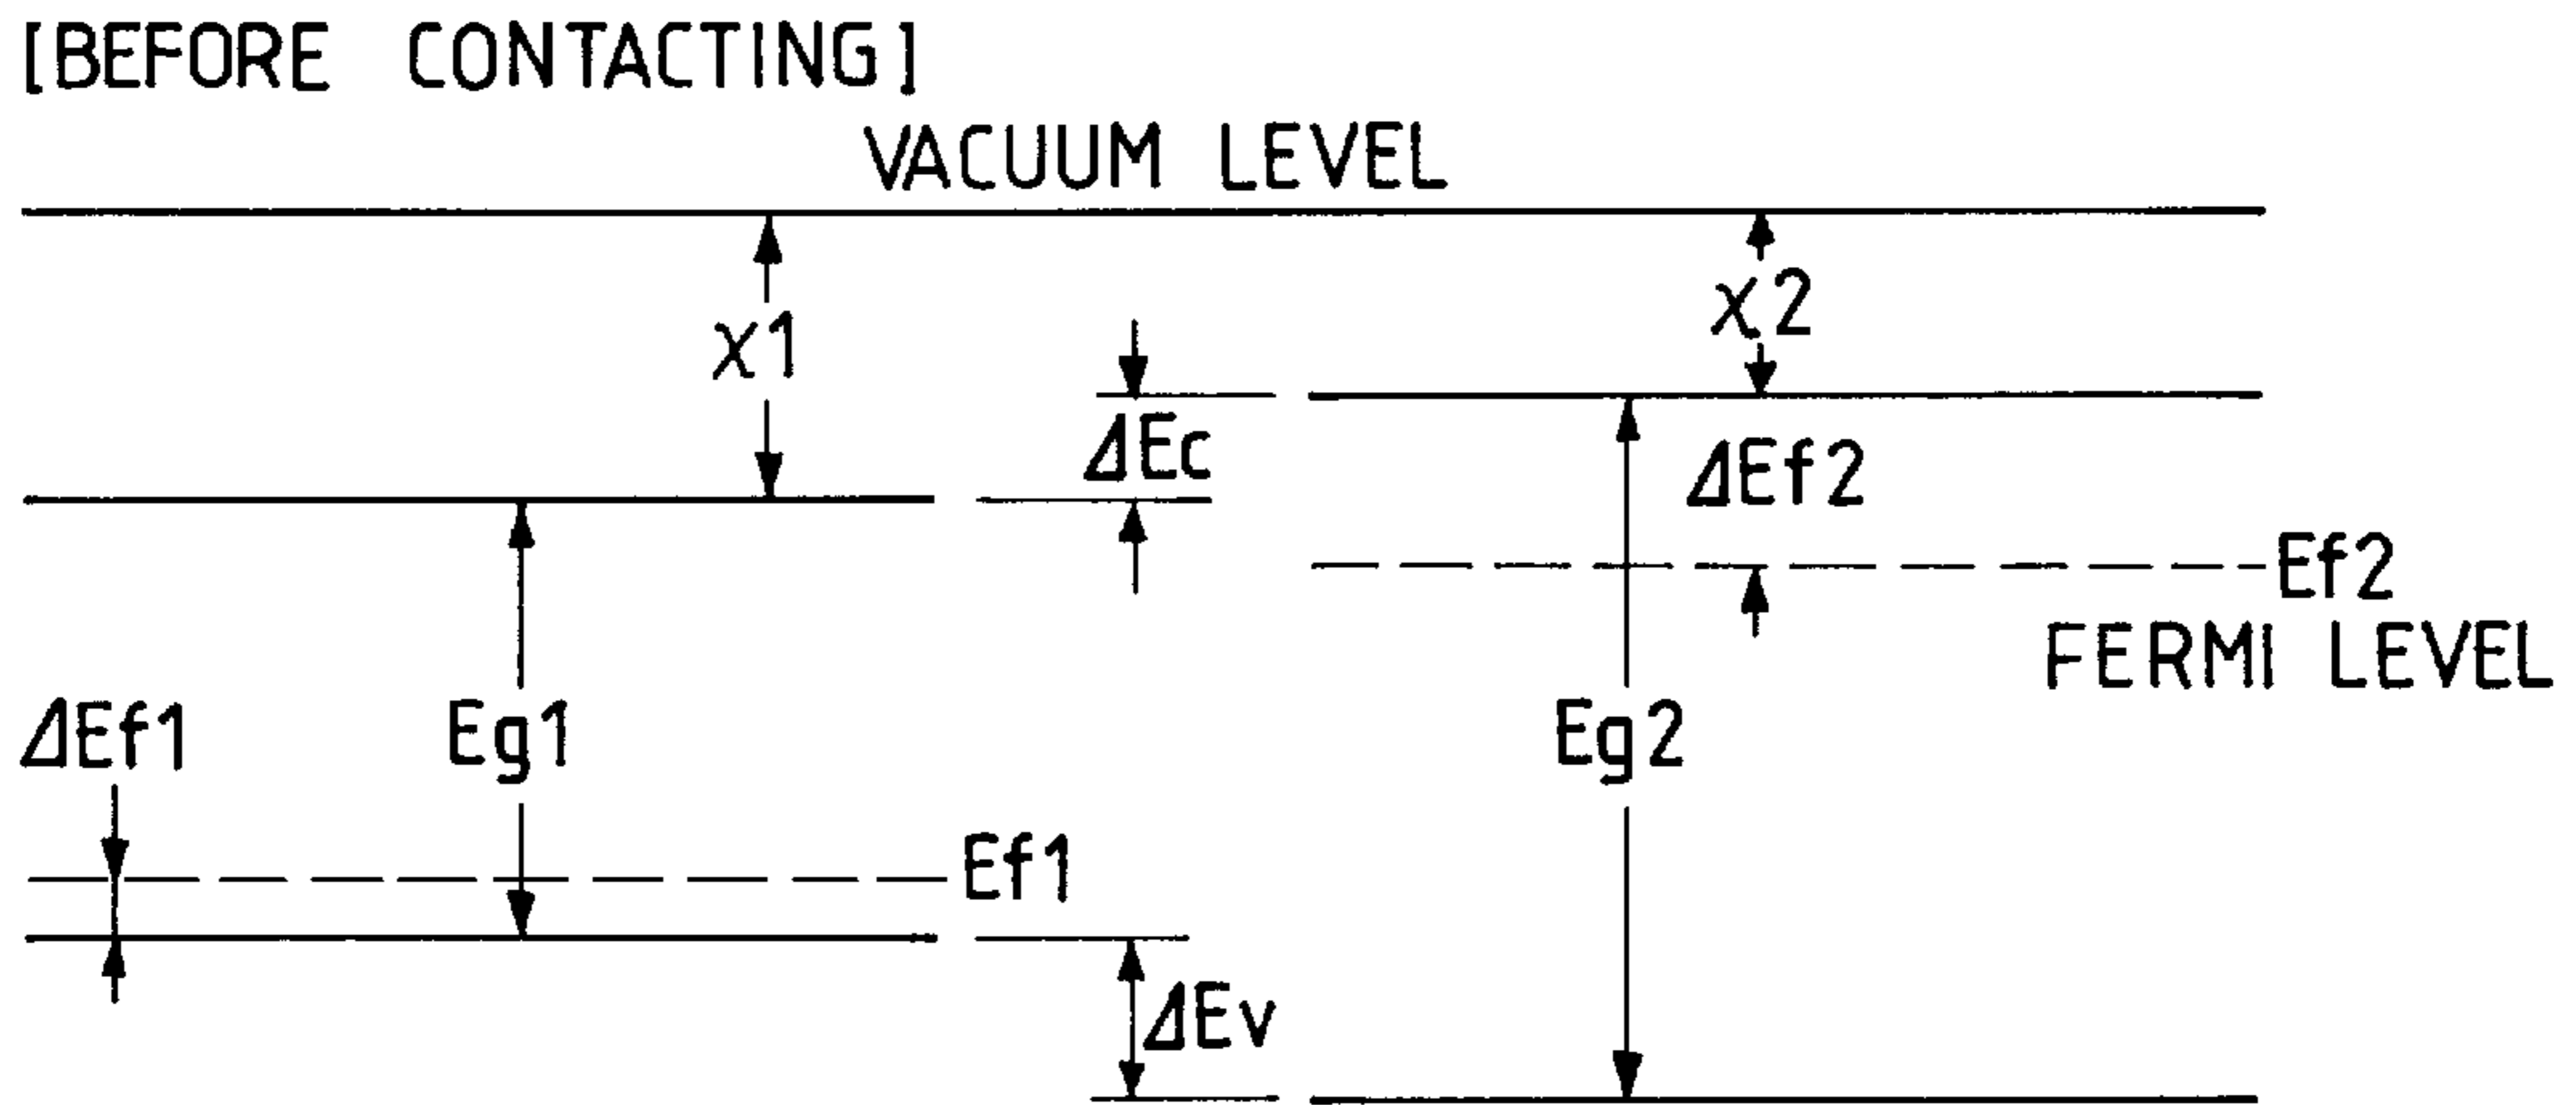 [BEFORE CONTACTING]
VACUUM LEVEL
χ1
χ2
ΔEc
ΔEf2
Ef2
FERMI LEVEL
ΔEf1
Eg1
Eg2
Ef1
ΔEv